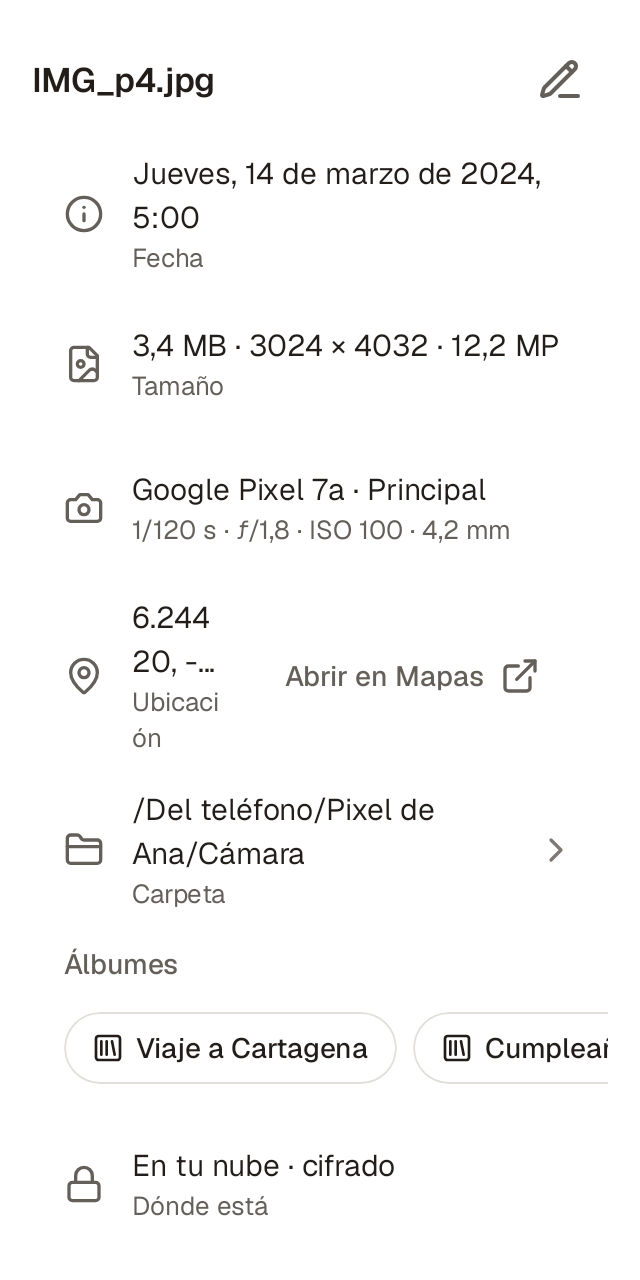 IMG_p4.jpg
Jueves, 14 de marzo de 2024,
5:00
Fecha
3,4 MB · 3024 × 4032 · 12,2 MP
Tamaño
Google Pixel 7a · Principal
1/120 s · ƒ/1,8 · ISO 100 · 4,2 mm
6.244
20, -…
Abrir en Mapas
Ubicaci
ón
/Del teléfono/Pixel de
Ana/Cámara
Carpeta
Álbumes
Viaje a Cartagena
En tu nube · cifrado
Dónde está